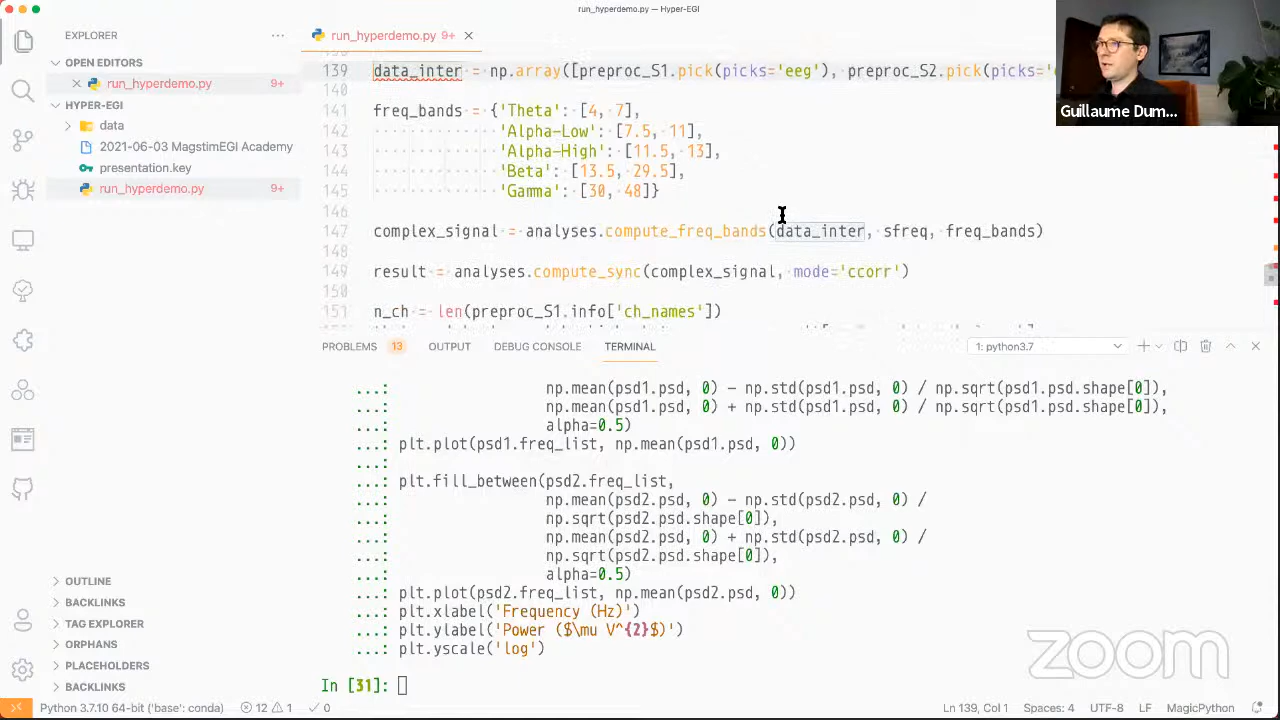 run_hyperdemo.py — Hyper-EGI
EXPLORER
run_hyperdemo.py 9+
OPEN EDITORS
run_hyperdemo.py 9+
HYPER-EGI
data
2021-06-03 MagstimEGI Academy
presentation.key
run_hyperdemo.py 9+
OUTLINE
BACKLINKS
TAG EXPLORER
ORPHANS
PLACEHOLDERS
BACKLINKS
139 data_inter = np.array([preproc_S1.pick(picks='eeg'), preproc_S2.pick(picks='
140
141 freq_bands = {'Theta': [4, 7],
142 'Alpha-Low': [7.5, 11],
143 'Alpha-High': [11.5, 13],
144 'Beta': [13.5, 29.5],
145 'Gamma': [30, 48]}
146
147 complex_signal = analyses.compute_freq_bands(data_inter, sfreq, freq_bands)
148
149 result = analyses.compute_sync(complex_signal, mode='ccorr')
150
151 n_ch = len(preproc_S1.info['ch_names'])
Guillaume Dum...
PROBLEMS 13 OUTPUT DEBUG CONSOLE TERMINAL 1: python3.7
...: np.mean(psd1.psd, 0) - np.std(psd1.psd, 0) / np.sqrt(psd1.psd.shape[0]),
...: np.mean(psd1.psd, 0) + np.std(psd1.psd, 0) / np.sqrt(psd1.psd.shape[0]),
...: alpha=0.5)
...: plt.plot(psd1.freq_list, np.mean(psd1.psd, 0))
...:
...: plt.fill_between(psd2.freq_list,
...: np.mean(psd2.psd, 0) - np.std(psd2.psd, 0) /
...: np.sqrt(psd2.psd.shape[0]),
...: np.mean(psd2.psd, 0) + np.std(psd2.psd, 0) /
...: np.sqrt(psd2.psd.shape[0]),
...: alpha=0.5)
...: plt.plot(psd2.freq_list, np.mean(psd2.psd, 0))
...: plt.xlabel('Frequency (Hz)')
...: plt.ylabel('Power ($\mu V^{2}$)')
...: plt.yscale('log')
In [31]:
zoom
Python 3.7.10 64-bit ('base': conda) 12 1 0 Ln 139, Col 1 Spaces: 4 UTF-8 LF MagicPython